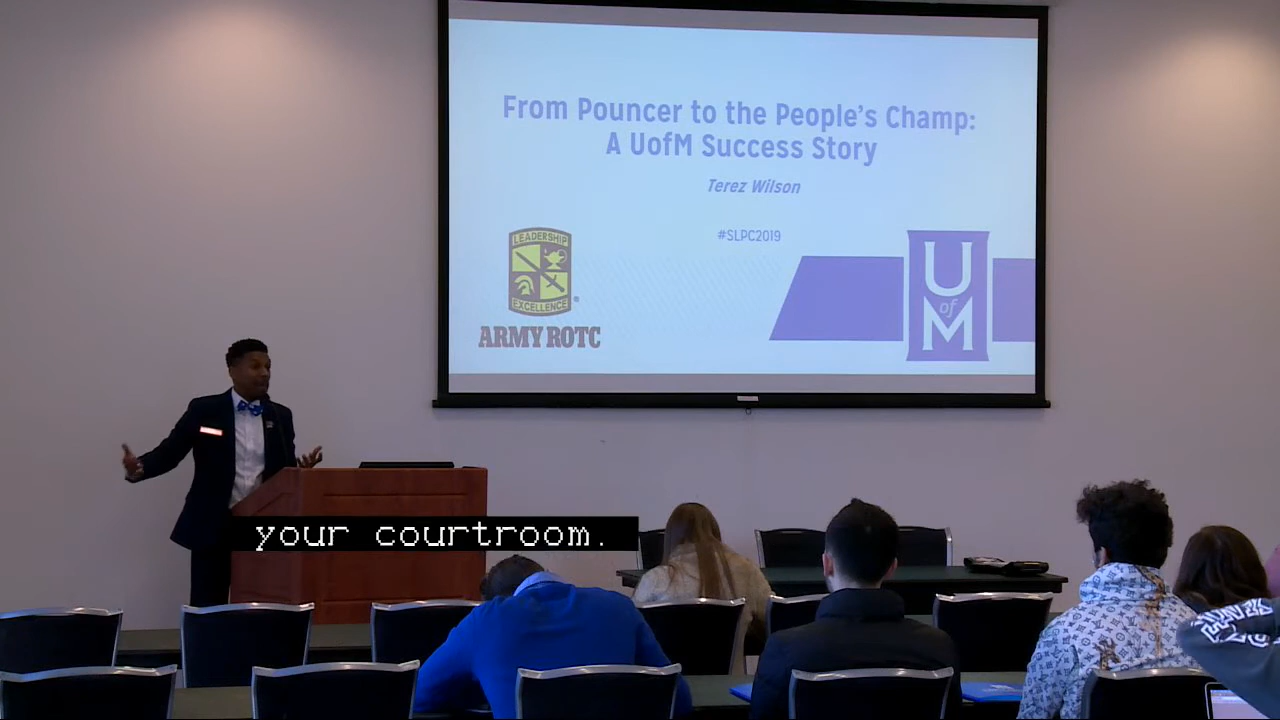 From Pouncer to the People's Champ:
A UofM Success Story
Terez Wilson
#SLPC2019
LEADERSHIP
EXCELLENCE
ARMY ROTC
U
of
M
your courtroom.